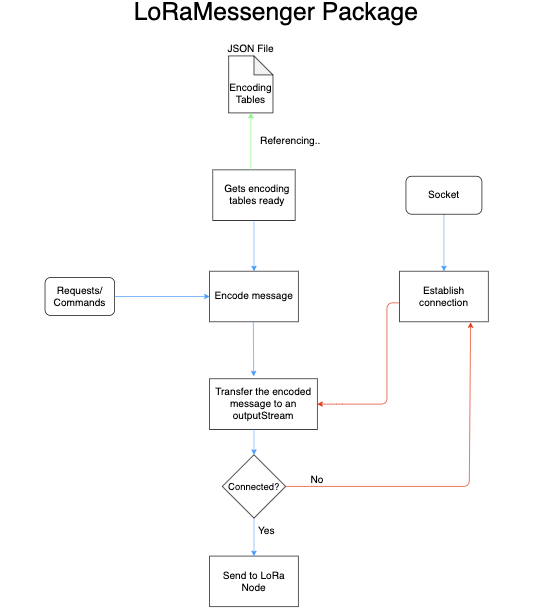 LoRaMessenger Package
JSON File
Encoding
Tables
Referencing..
Gets encoding
tables ready
Socket
Requests/
Commands
Encode message
Establish
connection
Transfer the encoded
message to an
outputStream
Connected?
No
Yes
Send to LoRa
Node